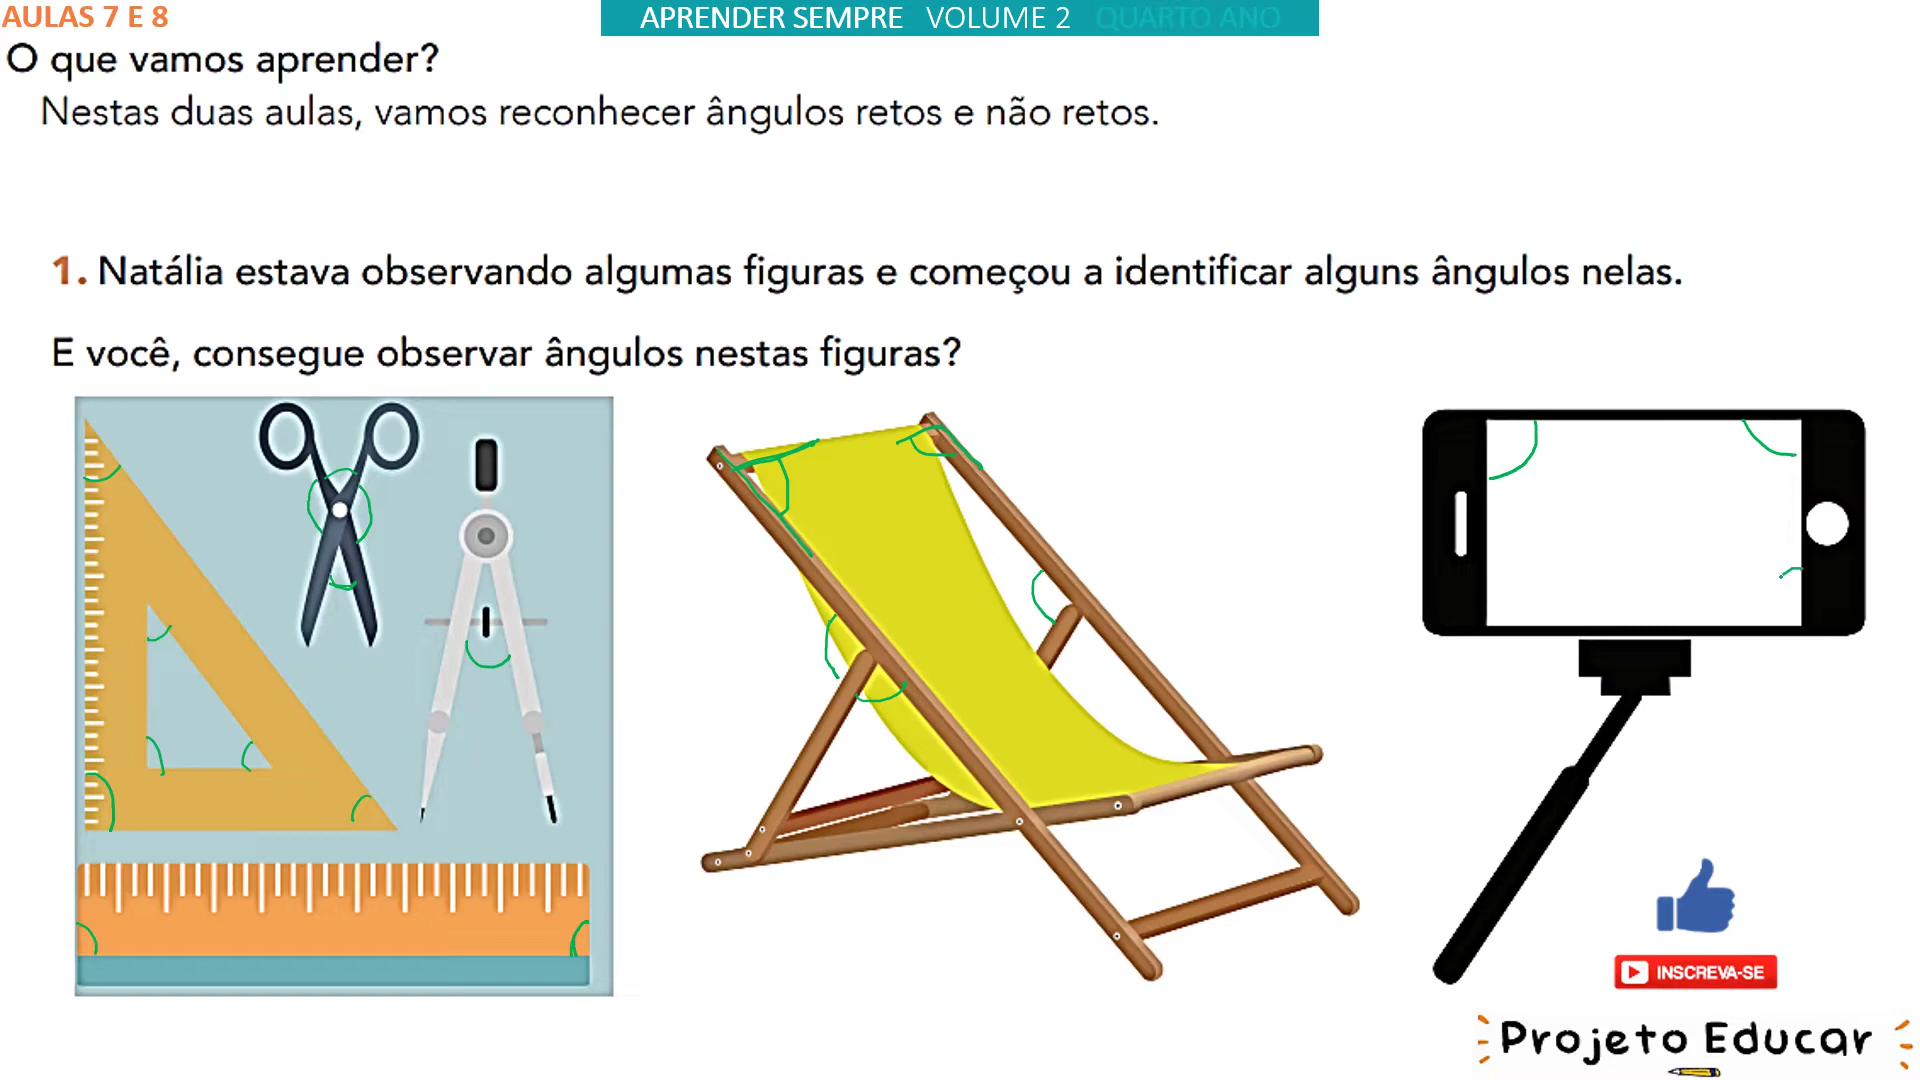 AULAS 7 E 8
APRENDER SEMPRE VOLUME 2 QUARTO ANO
O que vamos aprender?
Nestas duas aulas, vamos reconhecer ângulos retos e não retos.
1. Natália estava observando algumas figuras e começou a identificar alguns ângulos nelas.
E você, consegue observar ângulos nestas figuras?
INSCREVA-SE
Projeto Educar